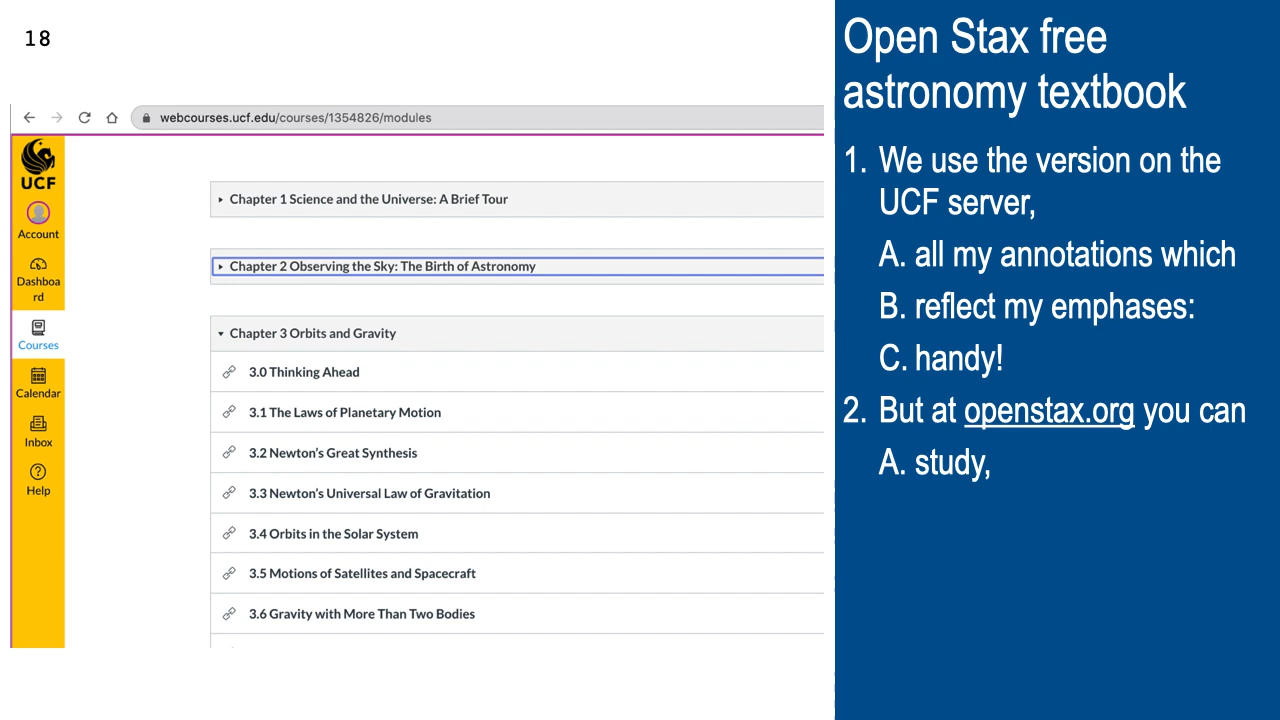 18
webcourses.ucf.edu/courses/1354826/modules
UCF
Account
Dashboa
rd
Courses
Calendar
Inbox
Help
Chapter 1 Science and the Universe: A Brief Tour
Chapter 2 Observing the Sky: The Birth of Astronomy
Chapter 3 Orbits and Gravity
3.0 Thinking Ahead
3.1 The Laws of Planetary Motion
3.2 Newton’s Great Synthesis
3.3 Newton’s Universal Law of Gravitation
3.4 Orbits in the Solar System
3.5 Motions of Satellites and Spacecraft
3.6 Gravity with More Than Two Bodies
Open Stax free
astronomy textbook
1. We use the version on the
UCF server,
A. all my annotations which
B. reflect my emphases:
C. handy!
2. But at openstax.org you can
A. study,